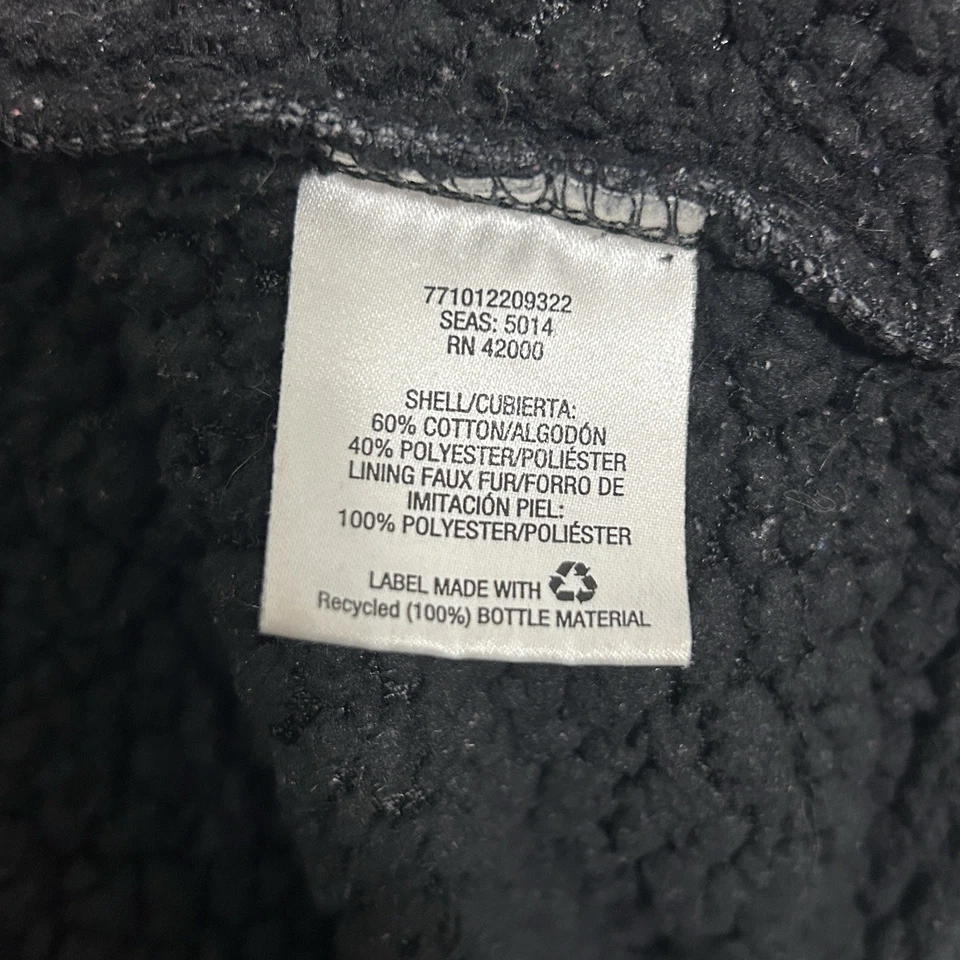 771012209322
SEAS: 5014
RN 42000
SHELL/CUBIERTA:
60% COTTON/ALGODÓN
40% POLYESTER/POLIÉSTER
LINING FAUX FUR/FORRO DE
IMITACIÓN PIEL:
100% POLYESTER/POLIÉSTER
LABEL MADE WITH
Recycled (100%) BOTTLE MATERIAL